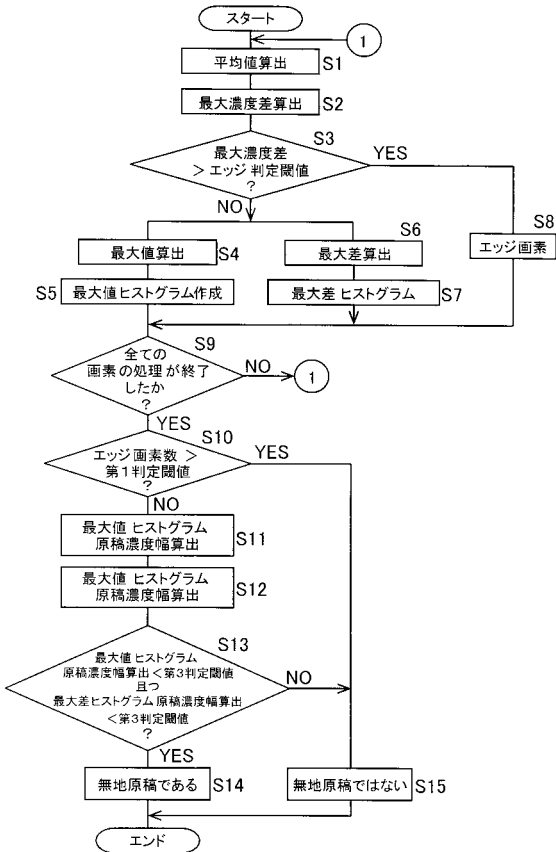 スタート
1
平均値算出
S1
最大濃度差算出
S2
S3
最大濃度差
> エッジ 判定閾値
?
YES
NO
S4
最大値算出
S6
最大差算出
S8
エッジ画素
S5
最大値ヒストグラム作成
最大差 ヒストグラム
S7
S9
全ての
画素 の 処理 が 終了
したか
?
NO
1
YES
S10
エッジ 画素数 >
第1判定閾値
?
YES
NO
最大値 ヒストグラム
原稿濃度幅算出
S11
最大値 ヒストグラム
原稿濃度幅算出
S12
S13
最大値 ヒストグラム
原稿濃度幅算出<第3判定閾値
且つ
最大差ヒストグラム 原稿濃度幅算出
<第3判定閾値
?
NO
YES
無地原稿で ある
S14
無地原稿ではない
S15
エンド